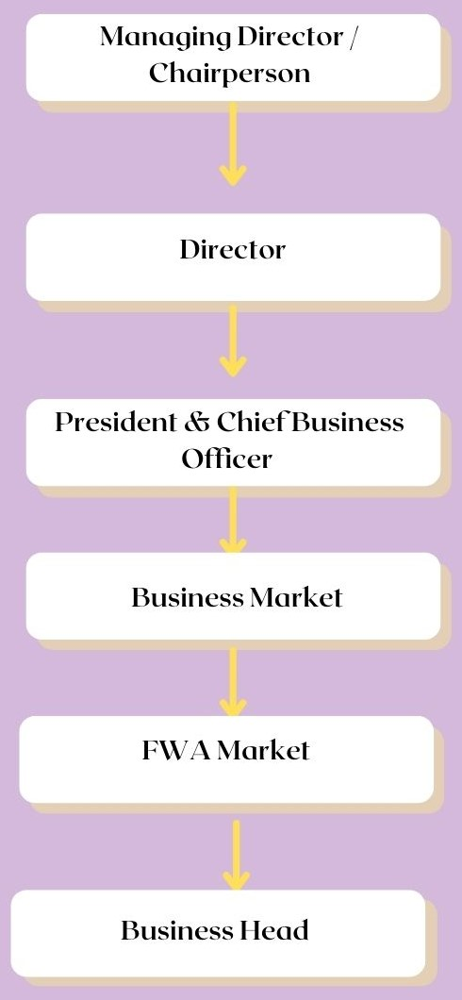 Managing Director /
Chairperson
Director
President & Chief Business
Officer
Business Market
FWA Market
Business Head